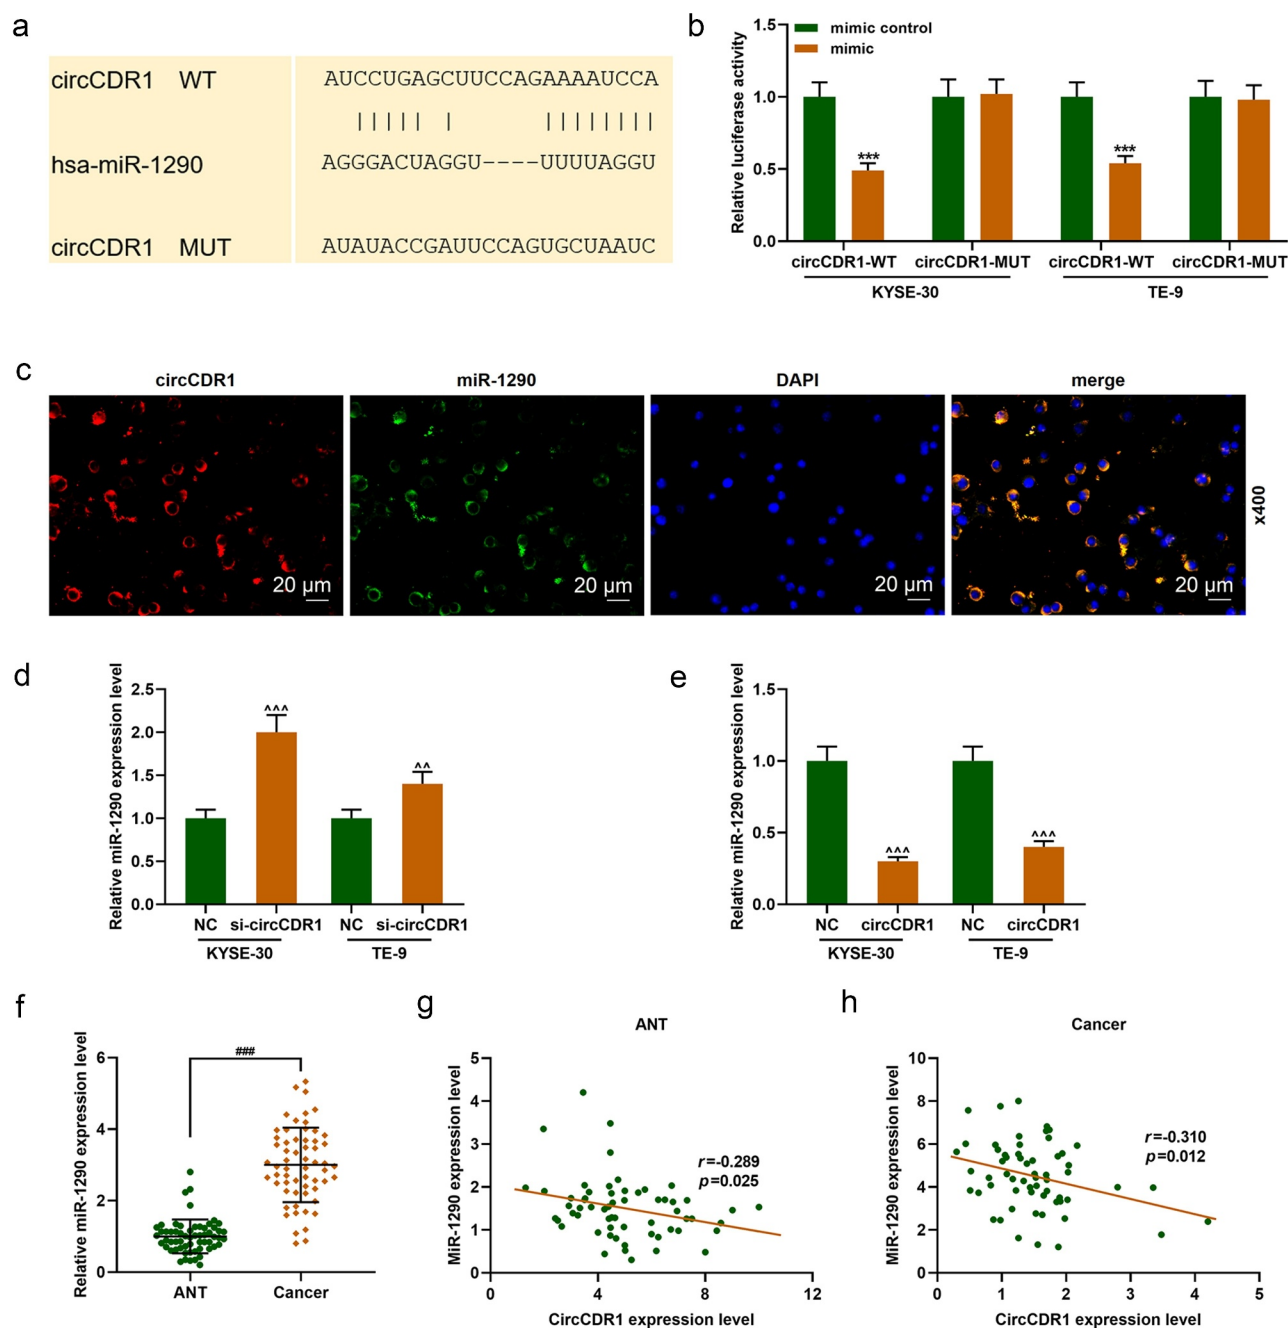 a
circCDR1 WT AUCCUGAGCUUCCAGAAAAUCCA
hsa-miR-1290 AGGGACUAGGU----UUUUAGGU
circCDR1 MUT AUAUACCGAUUCCAGUGCUAAUC
b
mimic control
mimic
Relative luciferase activity
1.5
1.0
0.5
0.0
*** ***
circCDR1-WT circCDR1-MUT circCDR1-WT circCDR1-MUT
KYSE-30 TE-9
c
circCDR1 miR-1290 DAPI merge
20 µm 20 µm 20 µm 20 µm
x400
d
Relative miR-1290 expression level
2.5
2.0
1.5
1.0
0.5
0.0
^^^ ^^
NC si-circCDR1 NC si-circCDR1
KYSE-30 TE-9
e
Relative miR-1290 expression level
1.5
1.0
0.5
0.0
^^^ ^^^
NC circCDR1 NC circCDR1
KYSE-30 TE-9
f
Relative miR-1290 expression level
6
4
2
0
###
ANT Cancer
g
ANT
MiR-1290 expression level
5
4
3
2
1
0
r=-0.289
p=0.025
0 4 8 12
CircCDR1 expression level
h
Cancer
MiR-1290 expression level
10
8
6
4
2
0
r=-0.310
p=0.012
0 1 2 3 4 5
CircCDR1 expression level